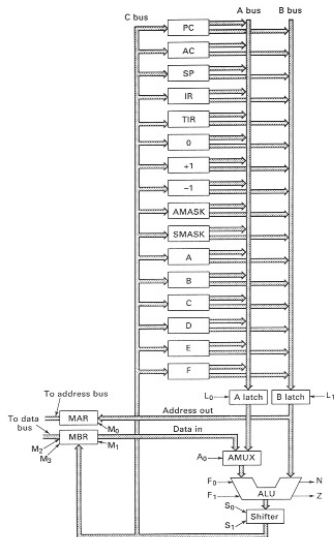 C bus A bus B bus
PC
AC
SP
IR
TIR
0
+1
−1
AMASK
SMASK
A
B
C
D
E
F
L₀ A latch B latch L₁
To address bus
MAR Address out
M₀
To data bus
MBR Data in
M₁
M₂
M₃
A₀ AMUX
F₀ N
F₁ ALU Z
S₀
S₁ Shifter